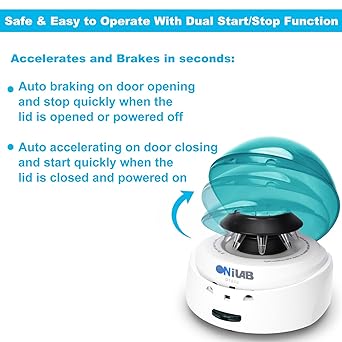 Safe & Easy to Operate With Dual Start/Stop Function
Accelerates and Brakes in seconds:
• Auto braking on door opening
and stop quickly when the
lid is opened or powered off
• Auto accelerating on door closing
and start quickly when the
lid is closed and powered on
ONiLAB